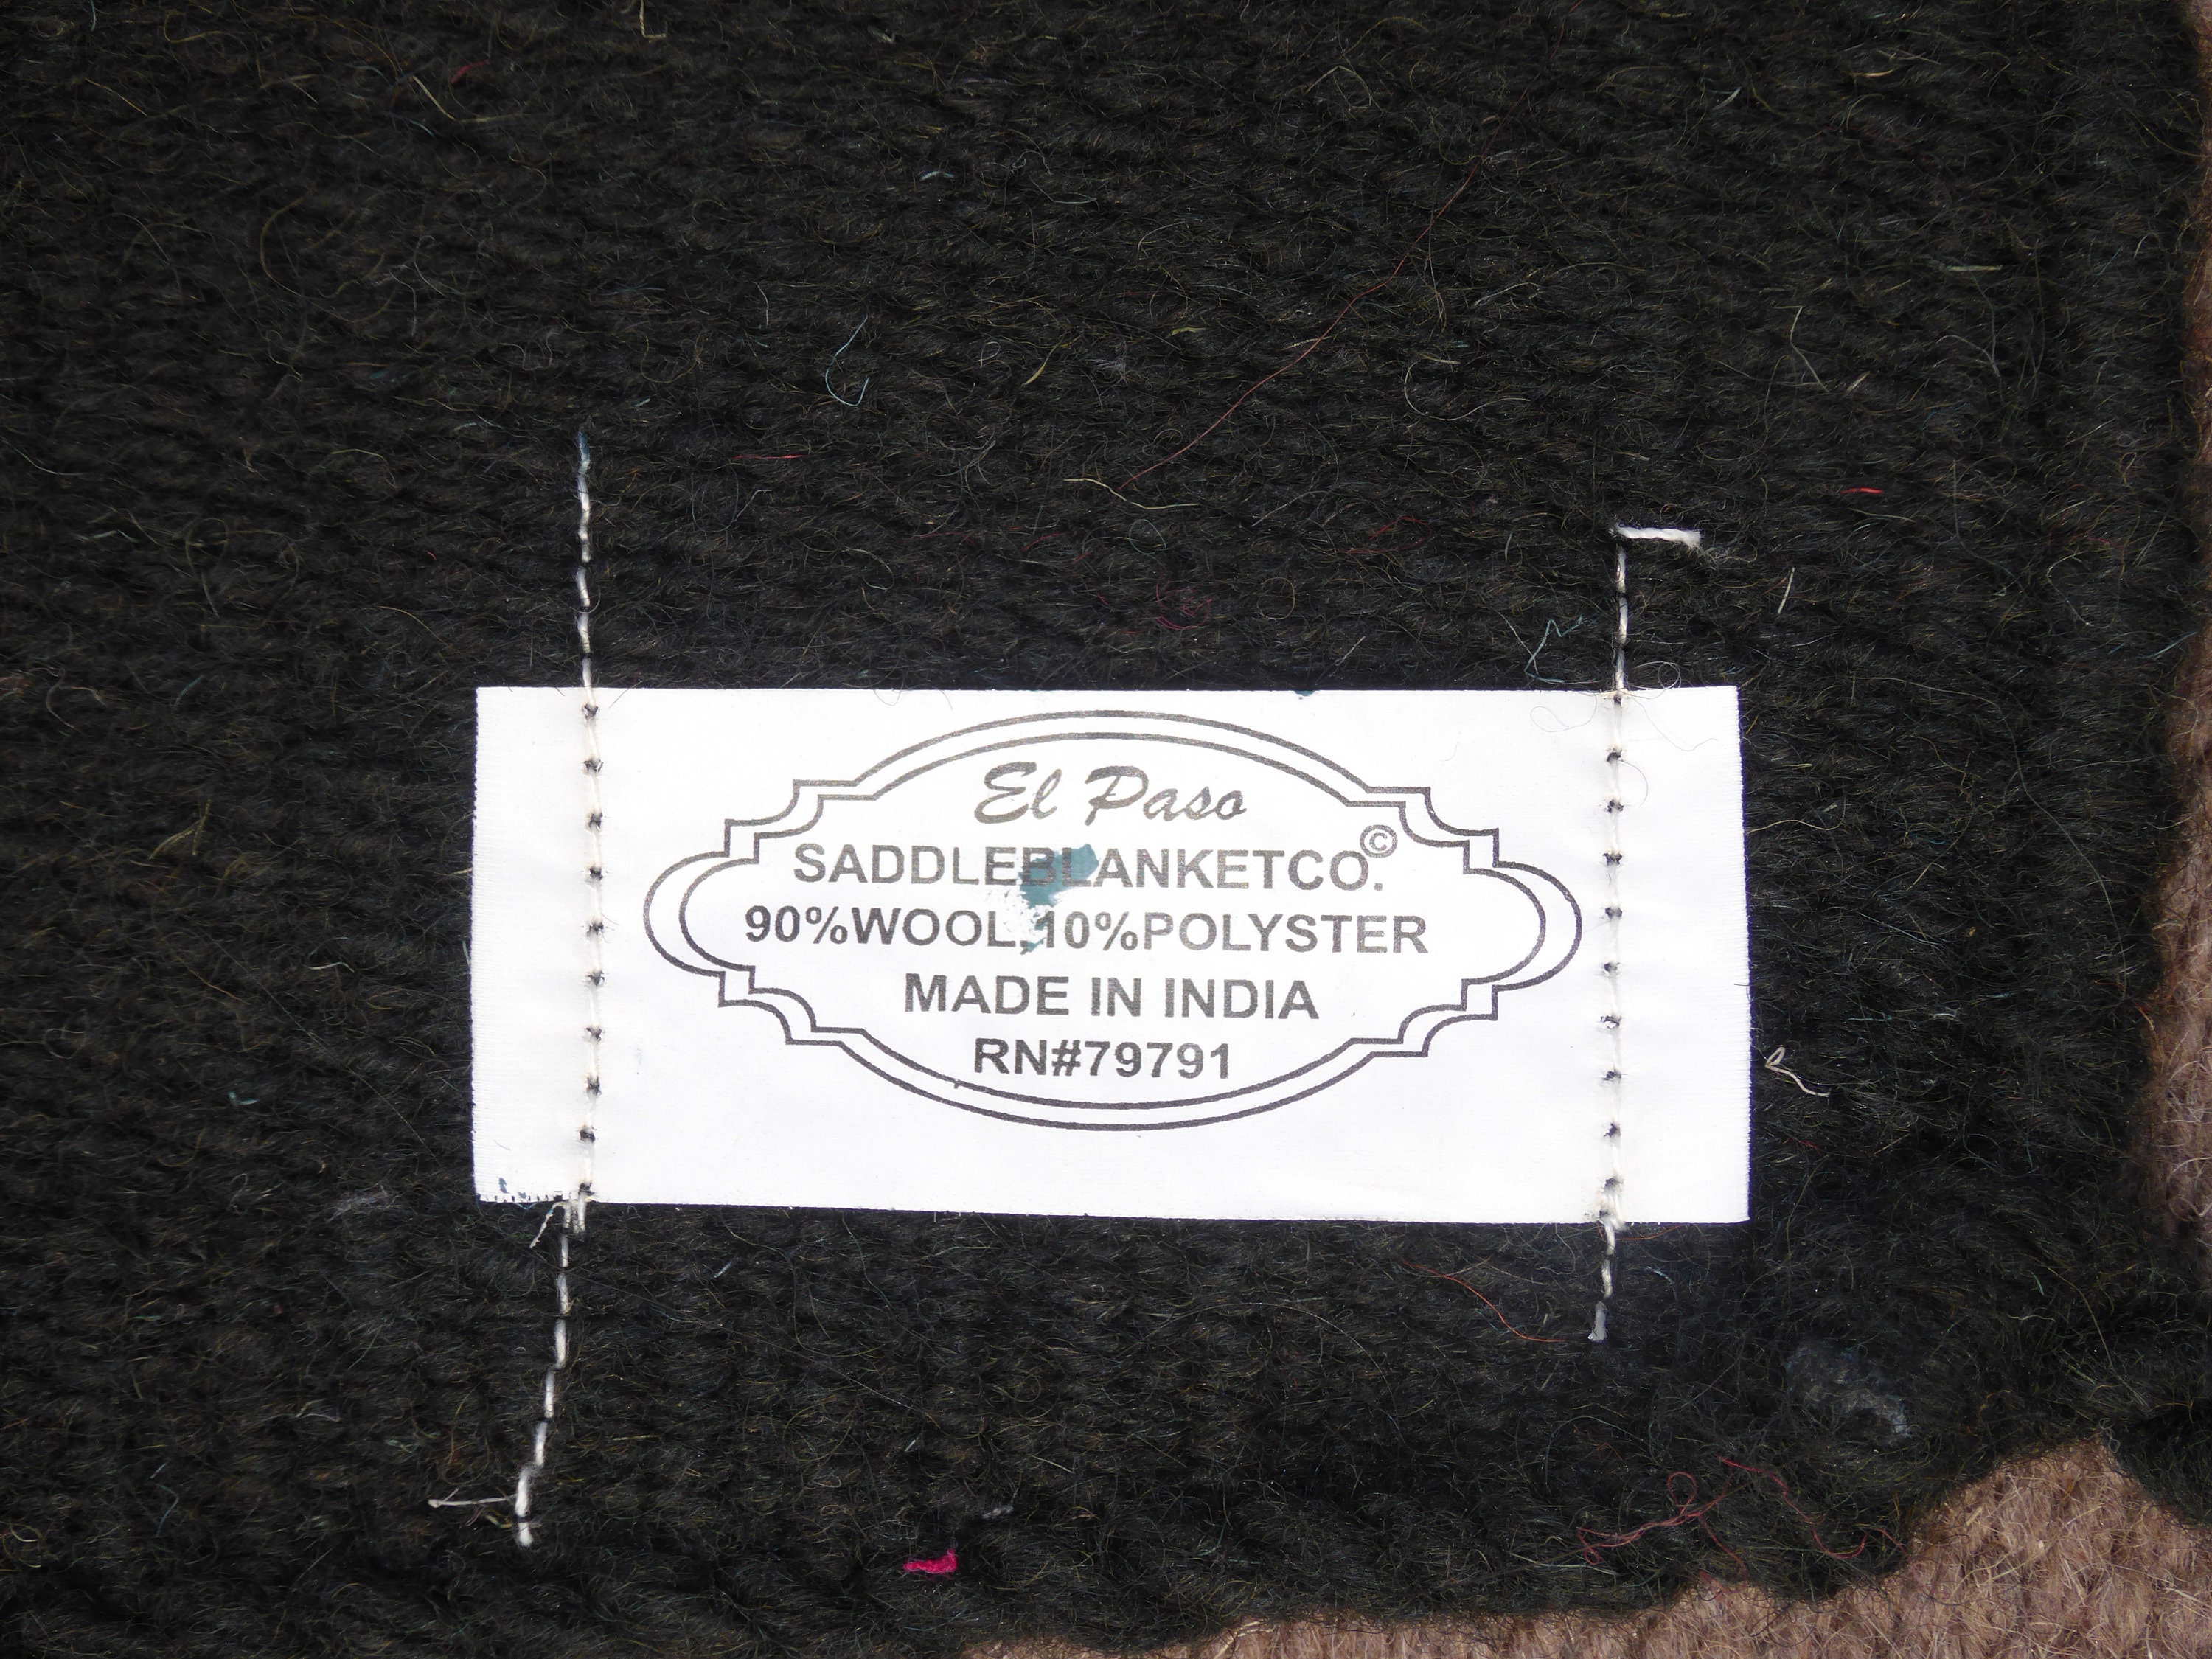 El Paso
SADDLEBLANKETCO.©
90%WOOL,10%POLYSTER
MADE IN INDIA
RN#79791